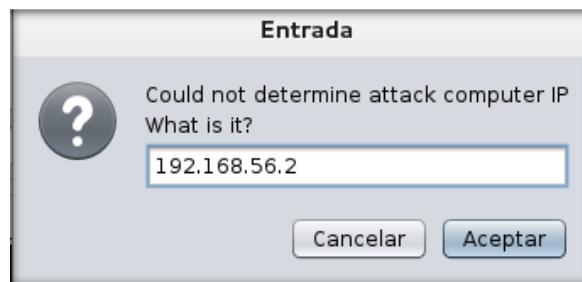 Entrada
Could not determine attack computer IP
What is it?
192.168.56.2
Cancelar
Aceptar